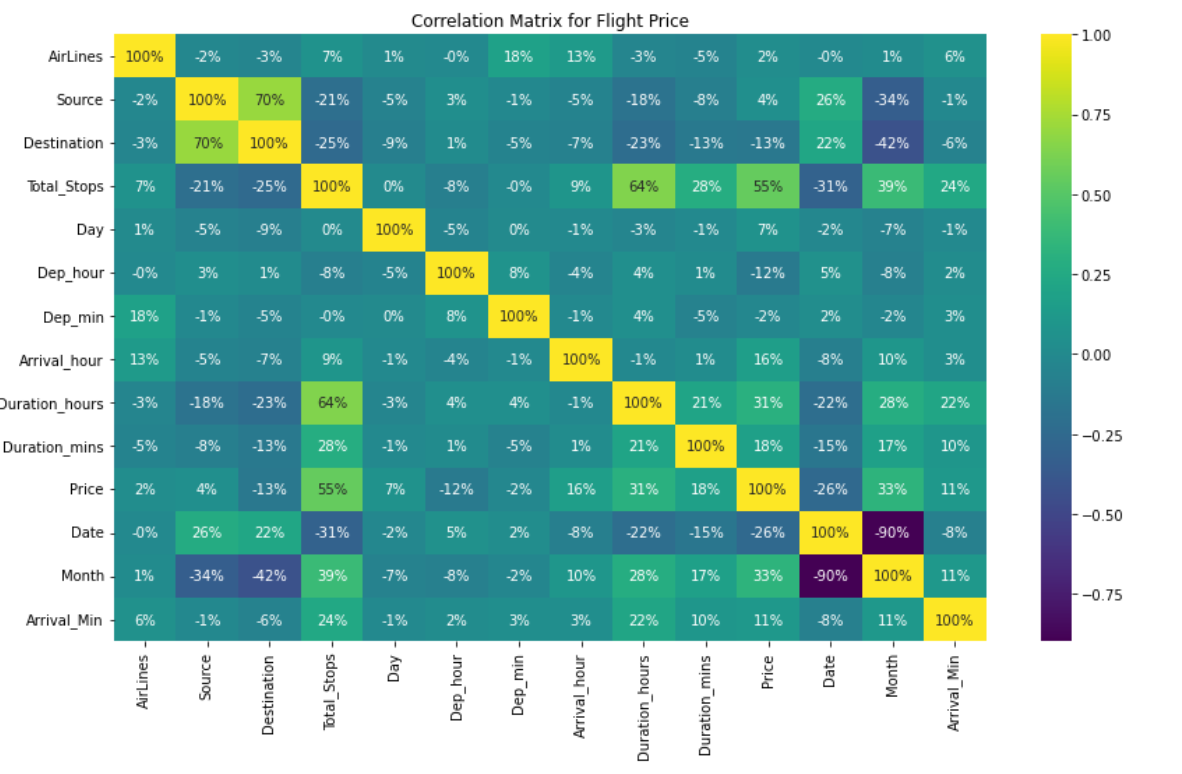 Correlation Matrix for Flight Price
AirLines 100% -2% -3% 7% 1% -0% 18% 13% -3% -5% 2% -0% 1% 6%
Source -2% 100% 70% -21% -5% 3% -1% -5% -18% -8% 4% 26% -34% -1%
Destination -3% 70% 100% -25% -9% 1% -5% -7% -23% -13% -13% 22% -42% -6%
Total_Stops 7% -21% -25% 100% 0% -8% -0% 9% 64% 28% 55% -31% 39% 24%
Day 1% -5% -9% 0% 100% -5% 0% -1% -3% -1% 7% -2% -7% -1%
Dep_hour -0% 3% 1% -8% -5% 100% 8% -4% 4% 1% -12% 5% -8% 2%
Dep_min 18% -1% -5% -0% 0% 8% 100% -1% 4% -5% -2% 2% -2% 3%
Arrival_hour 13% -5% -7% 9% -1% -4% -1% 100% -1% 1% 16% -8% 10% 3%
Duration_hours -3% -18% -23% 64% -3% 4% 4% -1% 100% 21% 31% -22% 28% 22%
Duration_mins -5% -8% -13% 28% -1% 1% -5% 1% 21% 100% 18% -15% 17% 10%
Price 2% 4% -13% 55% 7% -12% -2% 16% 31% 18% 100% -26% 33% 11%
Date -0% 26% 22% -31% -2% 5% 2% -8% -22% -15% -26% 100% -90% -8%
Month 1% -34% -42% 39% -7% -8% -2% 10% 28% 17% 33% -90% 100% 11%
Arrival_Min 6% -1% -6% 24% -1% 2% 3% 3% 22% 10% 11% -8% 11% 100%
AirLines
Source
Destination
Total_Stops
Day
Dep_hour
Dep_min
Arrival_hour
Duration_hours
Duration_mins
Price
Date
Month
Arrival_Min
1.00
0.75
0.50
0.25
0.00
−0.25
−0.50
−0.75